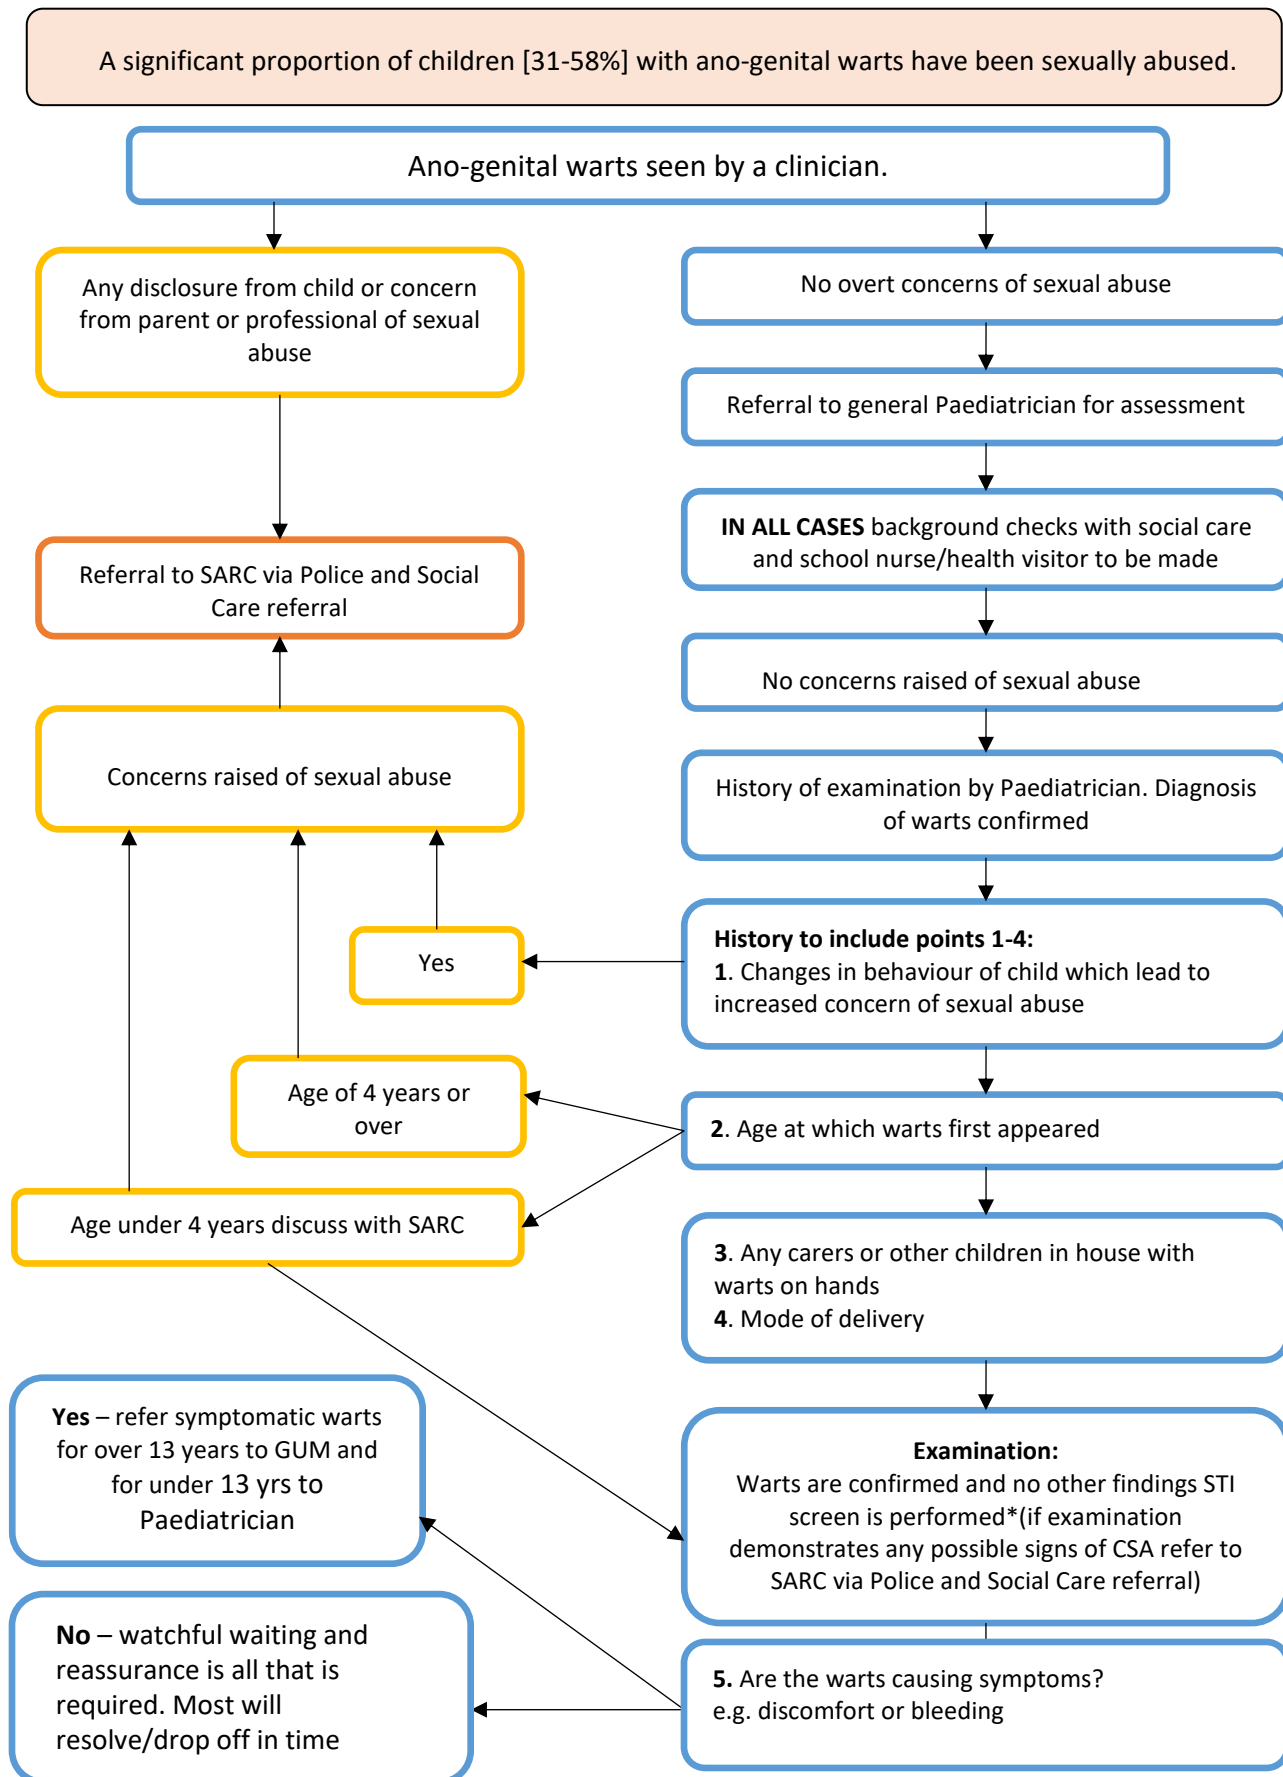 A significant proportion of children [31-58%] with ano-genital warts have been sexually abused.
Ano-genital warts seen by a clinician.
Any disclosure from child or concern
from parent or professional of sexual
abuse
No overt concerns of sexual abuse
Referral to general Paediatrician for assessment
IN ALL CASES background checks with social care
and school nurse/health visitor to be made
Referral to SARC via Police and Social
Care referral
No concerns raised of sexual abuse
Concerns raised of sexual abuse
History of examination by Paediatrician. Diagnosis
of warts confirmed
History to include points 1-4:
1. Changes in behaviour of child which lead to
increased concern of sexual abuse
Yes
Age of 4 years or
over
2. Age at which warts first appeared
Age under 4 years discuss with SARC
3. Any carers or other children in house with
warts on hands
4. Mode of delivery
Yes – refer symptomatic warts
for over 13 years to GUM and
for under 13 yrs to
Paediatrician
Examination:
Warts are confirmed and no other findings STI
screen is performed*(if examination
demonstrates any possible signs of CSA refer to
SARC via Police and Social Care referral)
No – watchful waiting and
reassurance is all that is
required. Most will
resolve/drop off in time
5. Are the warts causing symptoms?
e.g. discomfort or bleeding